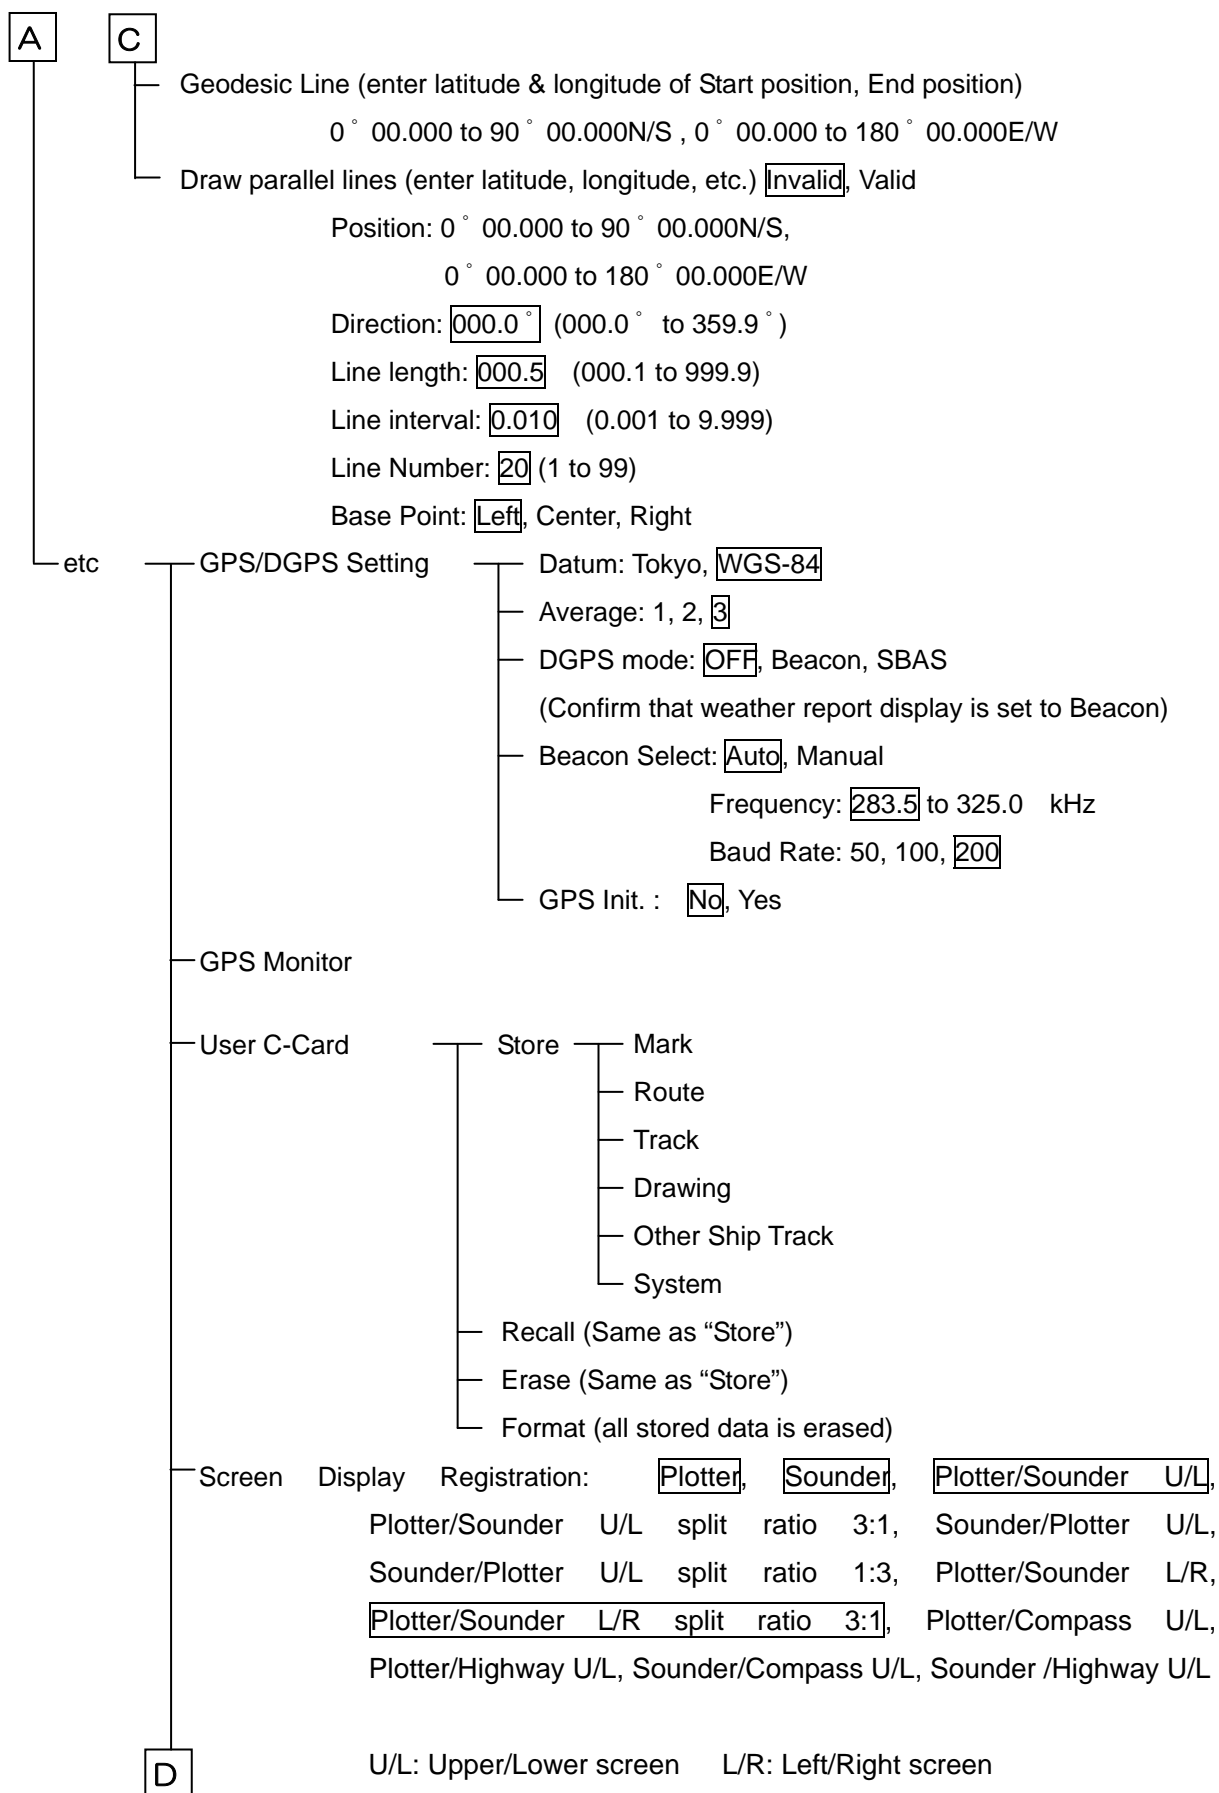 A C
Geodesic Line (enter latitude & longitude of Start position, End position)
0° 00.000 to 90° 00.000N/S , 0° 00.000 to 180° 00.000E/W
Draw parallel lines (enter latitude, longitude, etc.) Invalid, Valid
Position: 0° 00.000 to 90° 00.000N/S,
0° 00.000 to 180° 00.000E/W
Direction: 000.0° (000.0° to 359.9°)
Line length: 000.5 (000.1 to 999.9)
Line interval: 0.010 (0.001 to 9.999)
Line Number: 20 (1 to 99)
Base Point: Left, Center, Right
etc GPS/DGPS Setting Datum: Tokyo, WGS-84
Average: 1, 2, 3
DGPS mode: OFF, Beacon, SBAS
(Confirm that weather report display is set to Beacon)
Beacon Select: Auto, Manual
Frequency: 283.5 to 325.0 kHz
Baud Rate: 50, 100, 200
GPS Init. : No, Yes
GPS Monitor
User C-Card Store Mark
Route
Track
Drawing
Other Ship Track
System
Recall (Same as “Store”)
Erase (Same as “Store”)
Format (all stored data is erased)
Screen Display Registration: Plotter, Sounder, Plotter/Sounder U/L,
Plotter/Sounder U/L split ratio 3:1, Sounder/Plotter U/L,
Sounder/Plotter U/L split ratio 1:3, Plotter/Sounder L/R,
Plotter/Sounder L/R split ratio 3:1, Plotter/Compass U/L,
Plotter/Highway U/L, Sounder/Compass U/L, Sounder /Highway U/L
U/L: Upper/Lower screen L/R: Left/Right screen
D